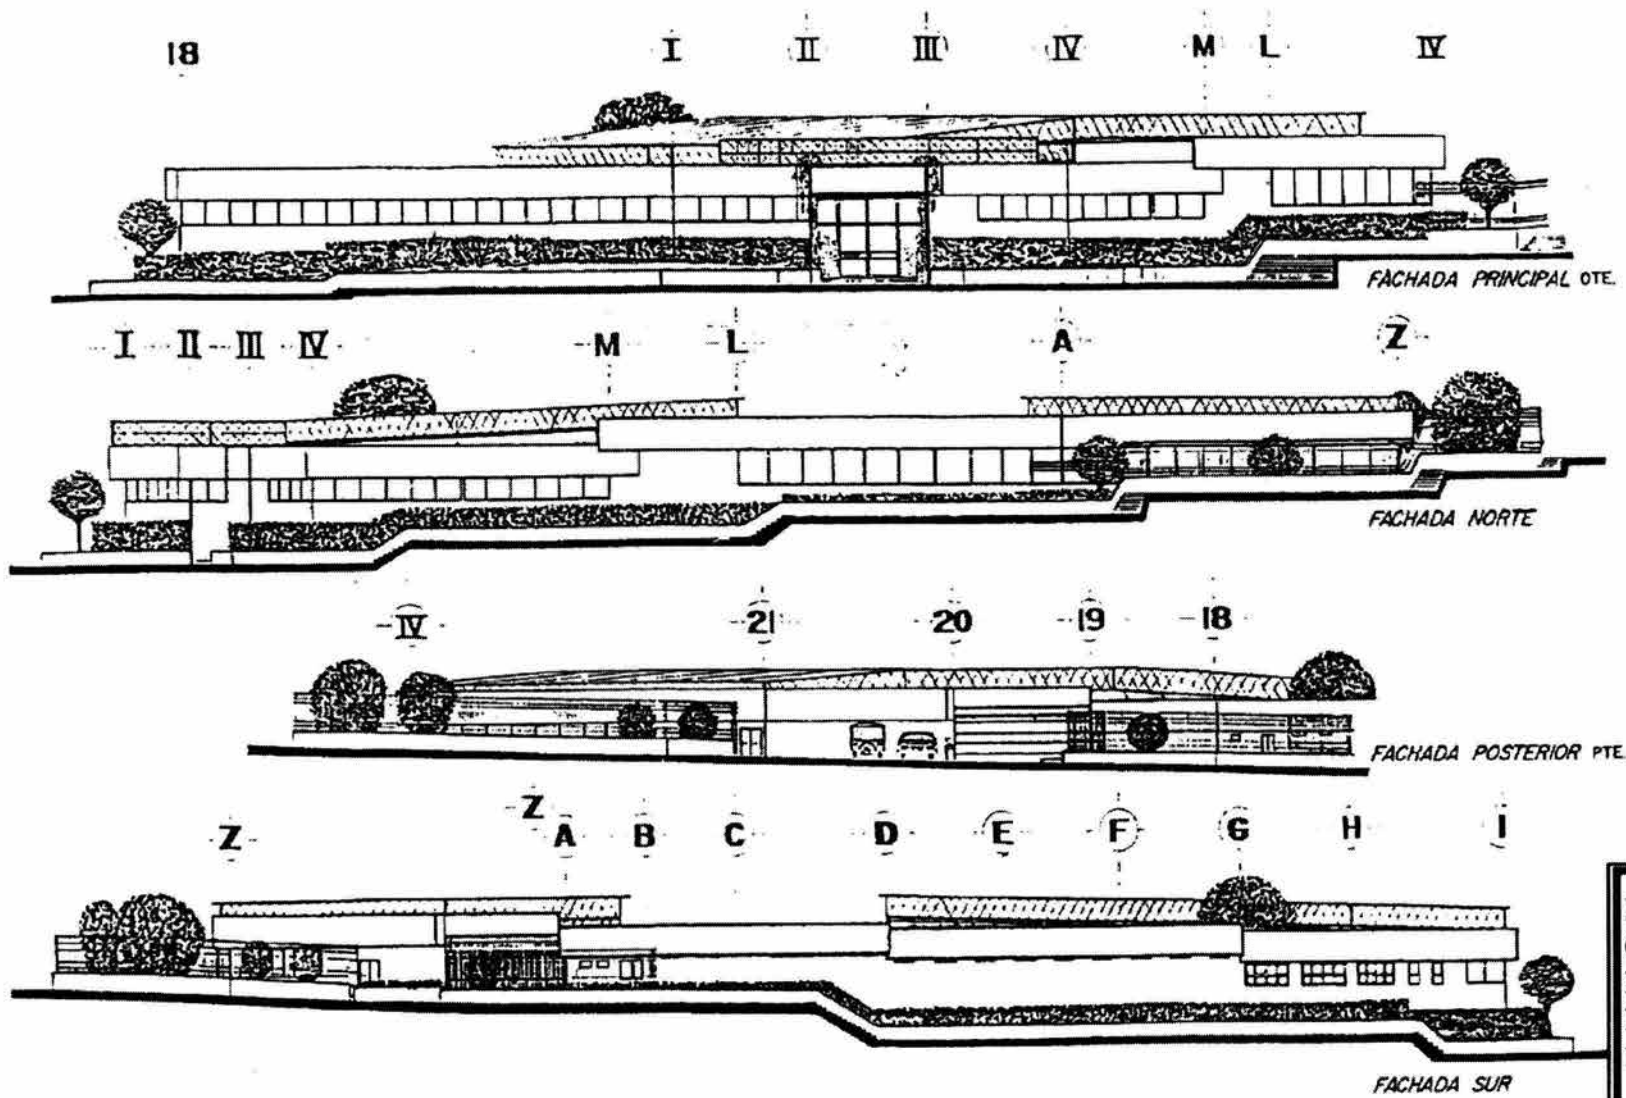 18 I II III IV M L IV
FACHADA PRINCIPAL OTE.
I II III IV M L A Z
FACHADA NORTE
IV 21 20 19 18
FACHADA POSTERIOR PTE.
Z Z A B C D E F G H I
FACHADA SUR